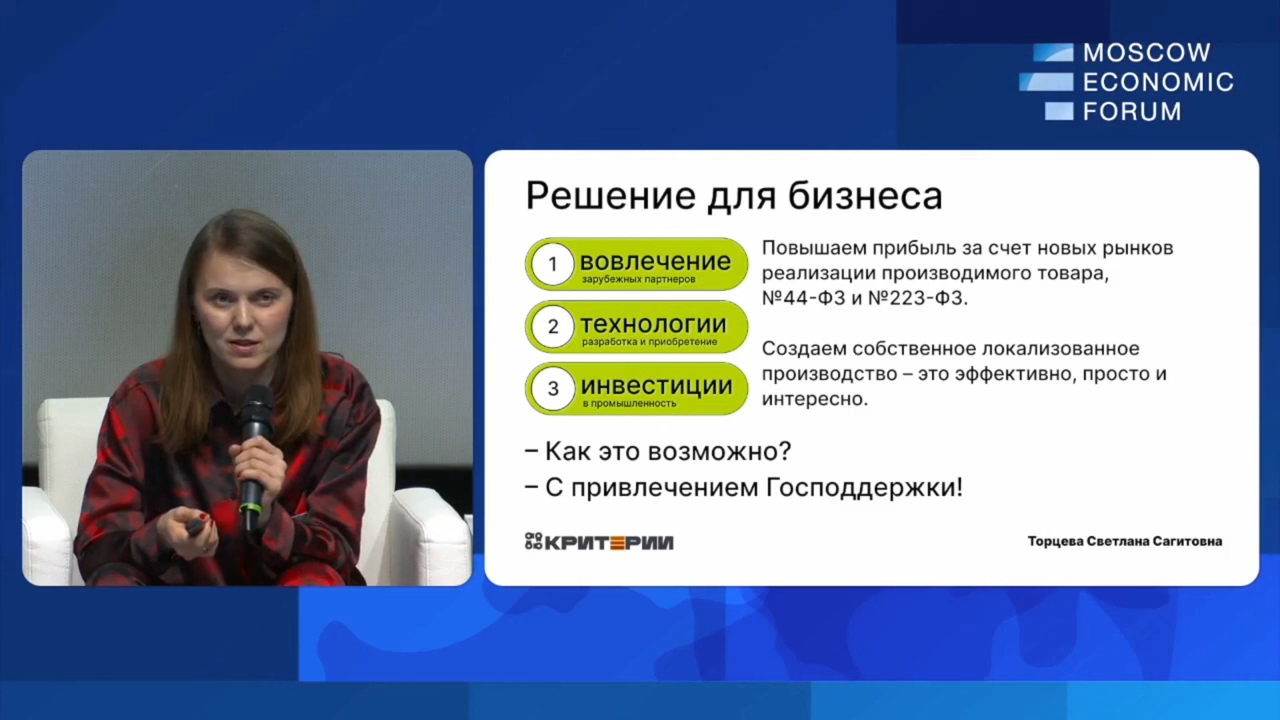 MOSCOW
ECONOMIC
FORUM
Решение для бизнеса
1 вовлечение
зарубежных партнеров
2 технологии
разработка и приобретение
3 инвестиции
в промышленность
Повышаем прибыль за счет новых рынков
реализации производимого товара,
№44-ФЗ и №223-ФЗ.
Создаем собственное локализованное
производство – это эффективно, просто и
интересно.
– Как это возможно?
– С привлечением Господдержки!
КРИТЕРИИ
Торцева Светлана Сагитовна